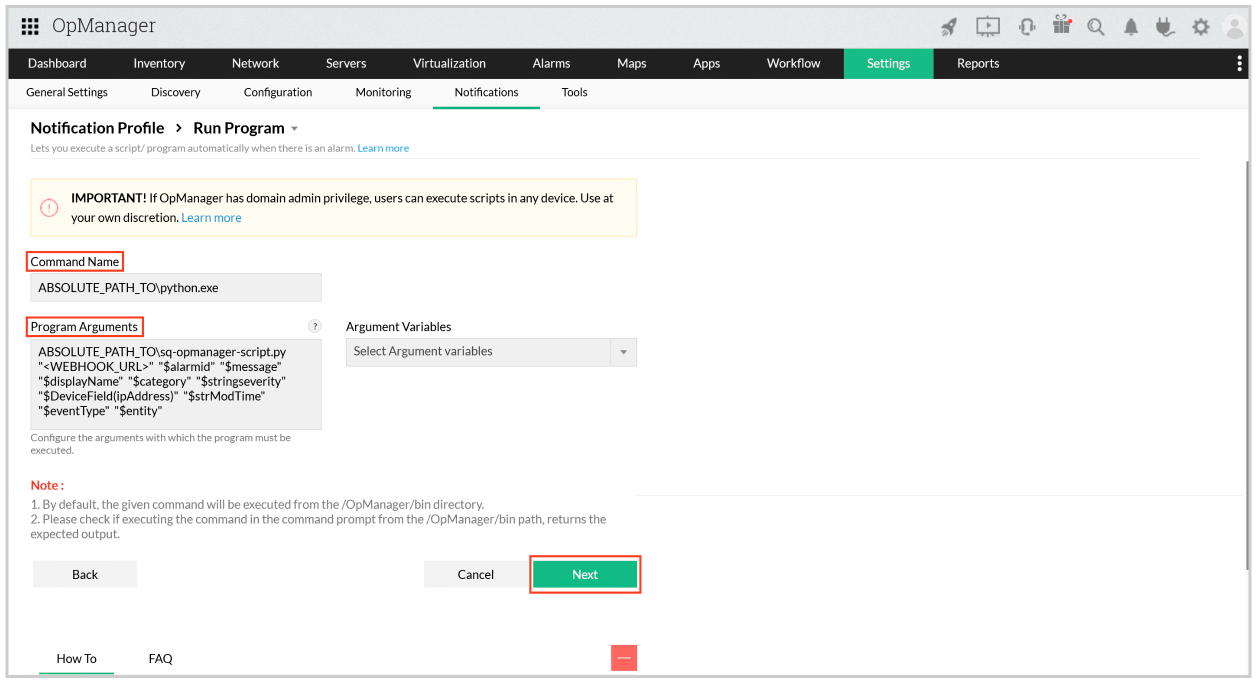 OpManager
Dashboard Inventory Network Servers Virtualization Alarms Maps Apps Workflow Settings Reports
General Settings Discovery Configuration Monitoring Notifications Tools
Notification Profile > Run Program
Lets you execute a script/ program automatically when there is an alarm. Learn more
IMPORTANT! If OpManager has domain admin privilege, users can execute scripts in any device. Use at
your own discretion. Learn more
Command Name
ABSOLUTE_PATH_TO\python.exe
Program Arguments ? Argument Variables
ABSOLUTE_PATH_TO\sq-opmanager-script.py
"<WEBHOOK_URL>" "$alarmid" "$message"
"$displayName" "$category" "$stringseverity"
"$DeviceField(ipAddress)" "$strModTime"
"$eventType" "$entity"
Select Argument variables
Configure the arguments with which the program must be
executed.
Note :
1. By default, the given command will be executed from the /OpManager/bin directory.
2. Please check if executing the command in the command prompt from the /OpManager/bin path, returns the
expected output.
Back Cancel Next
How To FAQ